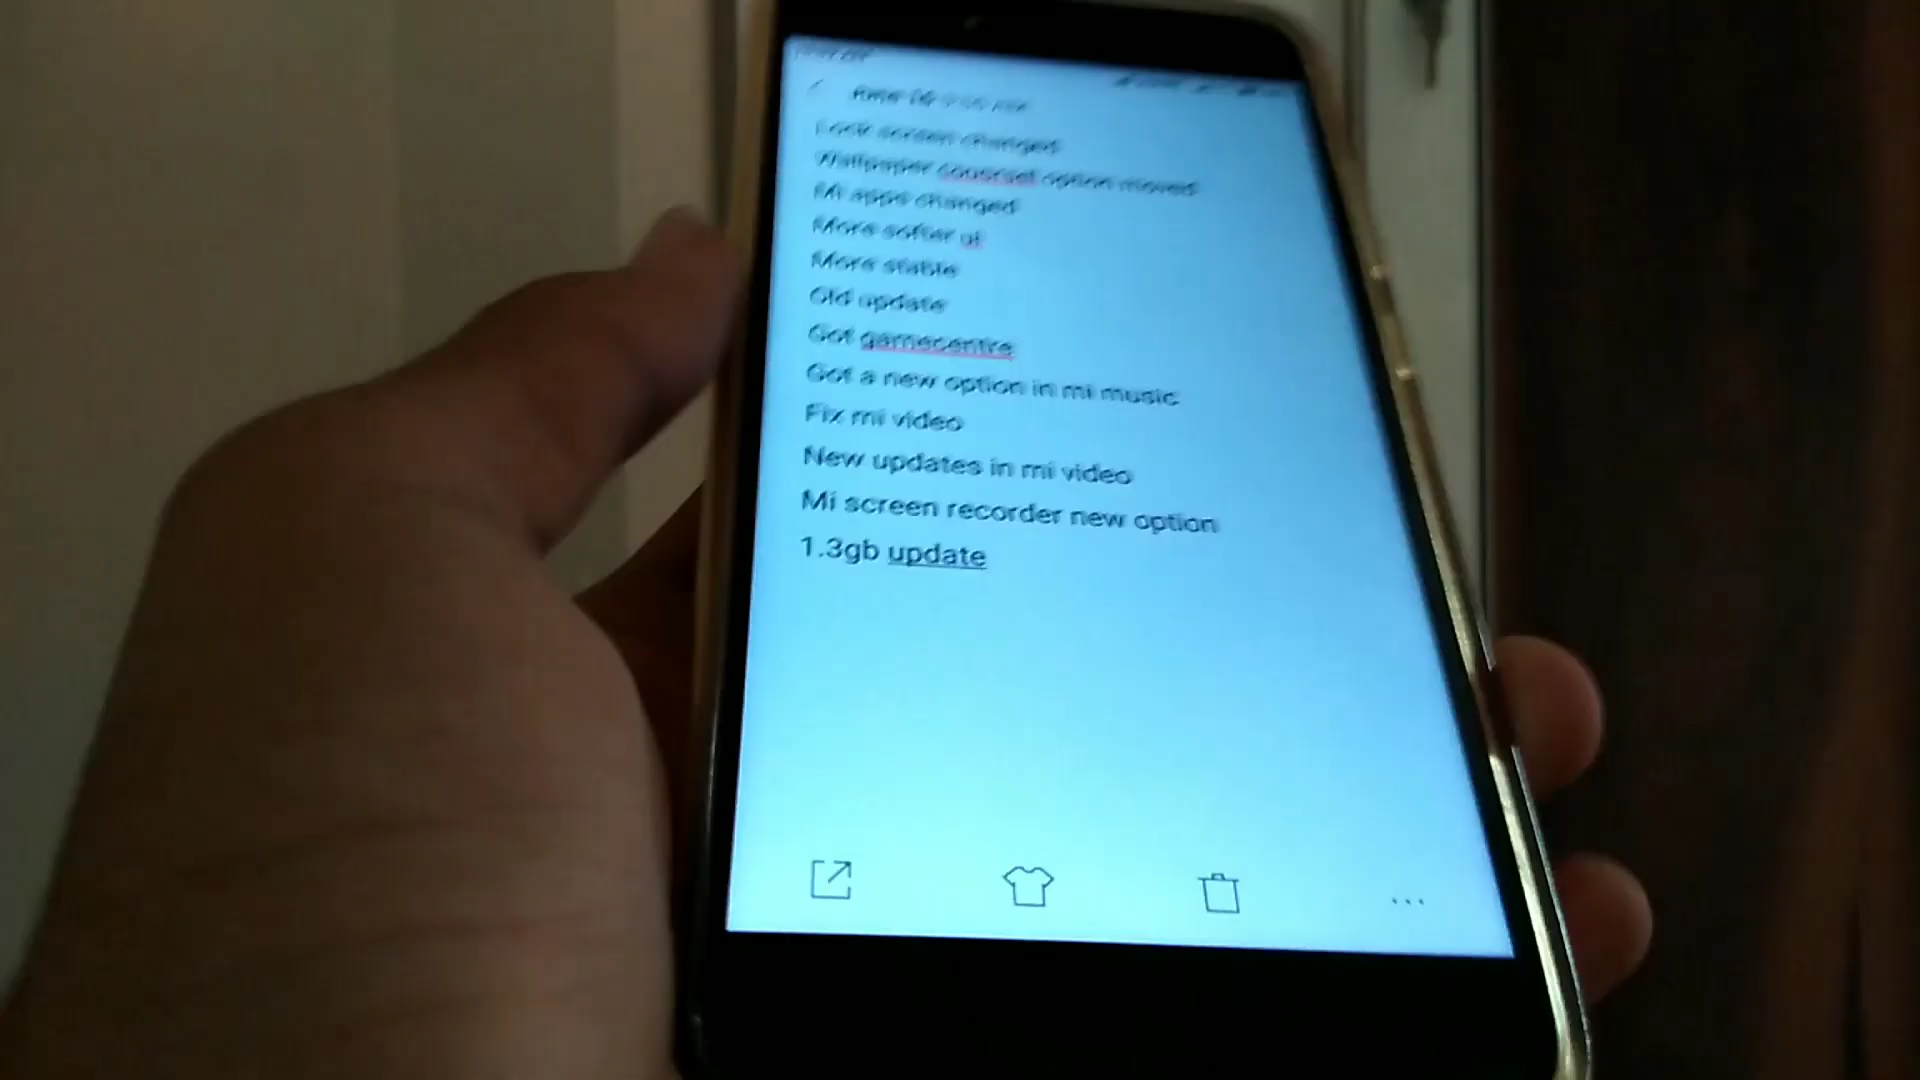 Lock screen changed
Wallpaper option moved
Mi apps changed
More softer
More stable
Old update
Got gamecentre
Got a new option in mi music
Fix mi video
New updates in mi video
Mi screen recorder new option
1.3gb update